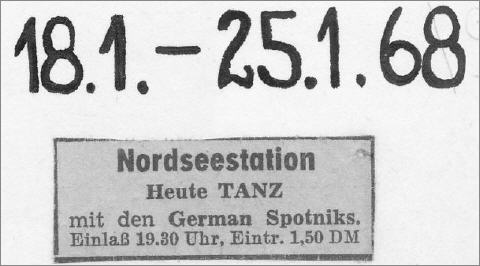 18.1.-25.1.68
Nordseestation
Heute TANZ
mit den German Spotniks.
Einlaß 19.30 Uhr, Eintr. 1,50 DM